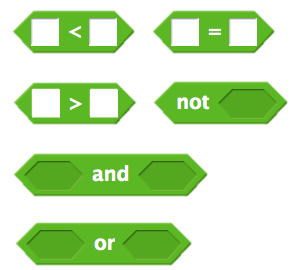 < =
> not
and
or